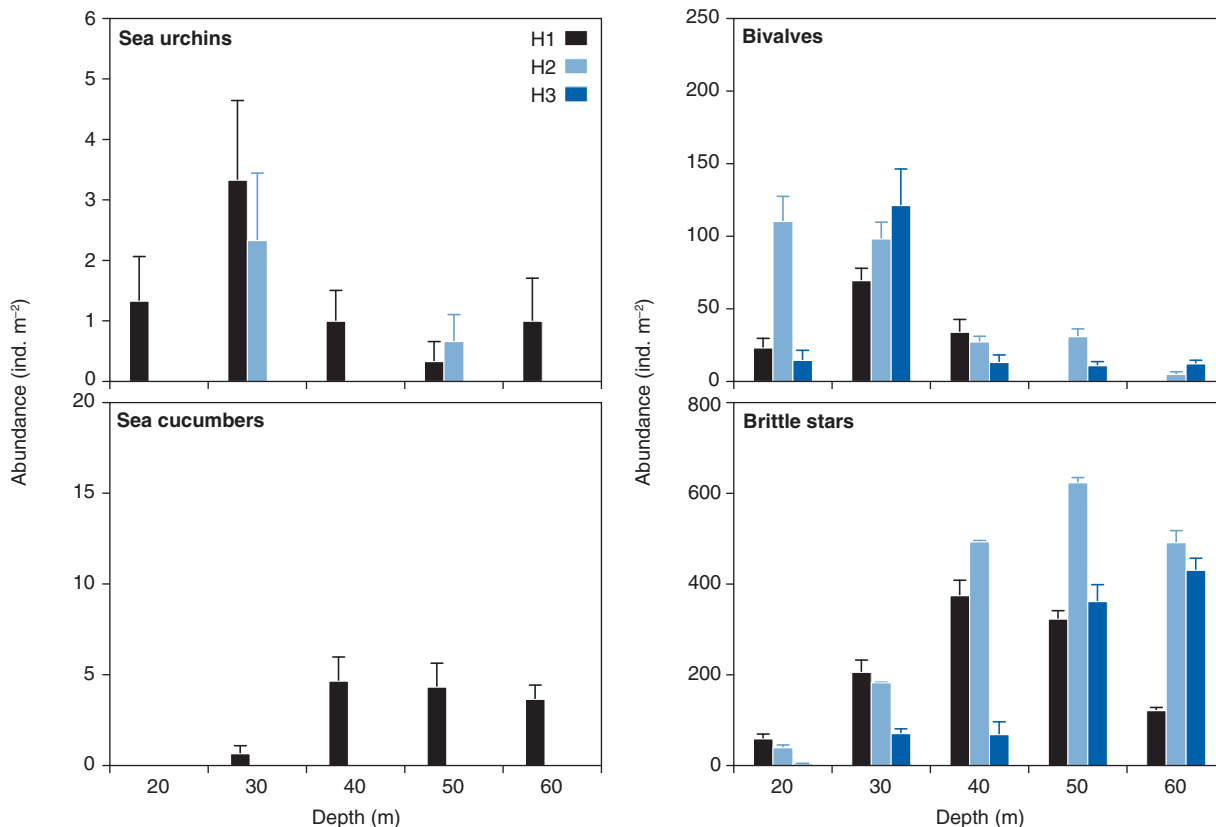 Sea urchins
H1
H2
H3
6
5
4
3
2
1
0
Abundance (ind. m⁻²)
Bivalves
250
200
150
100
50
0
Abundance (ind. m⁻²)
Sea cucumbers
20
15
10
5
0
20 30 40 50 60
Depth (m)
Brittle stars
800
600
400
200
0
20 30 40 50 60
Depth (m)